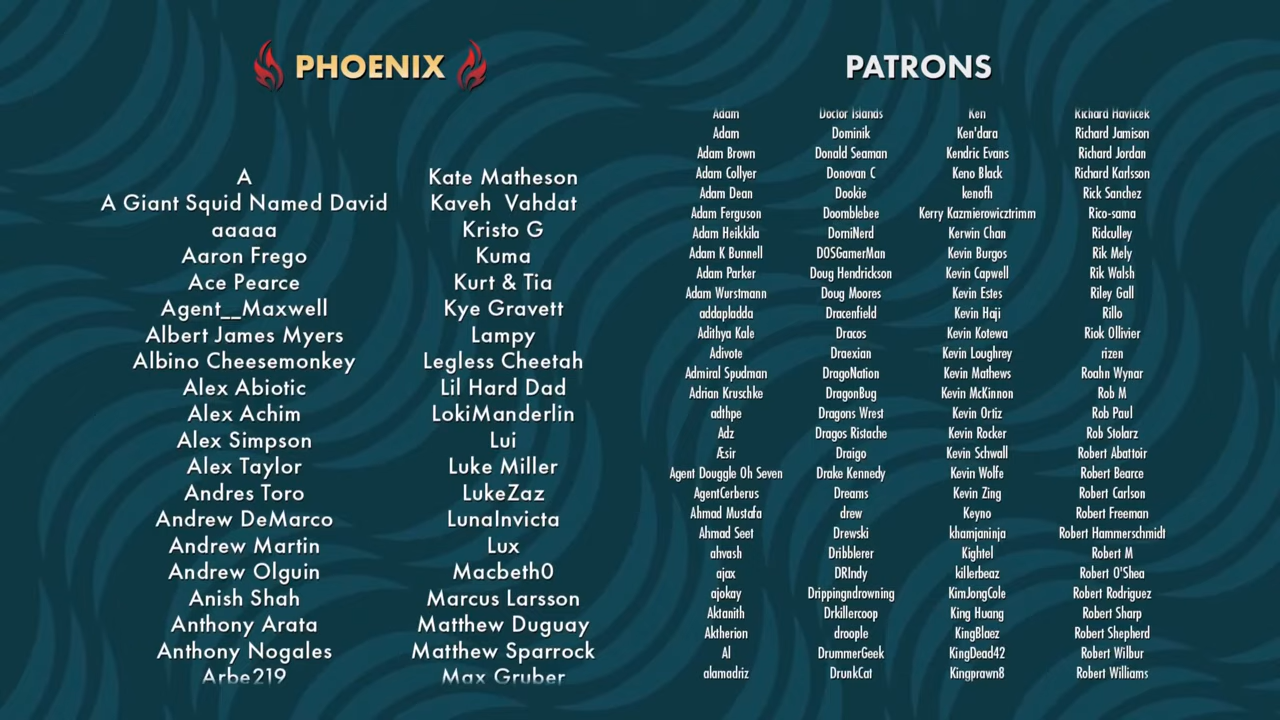 PHOENIX
A
A Giant Squid Named David
aaaaa
Aaron Frego
Ace Pearce
Agent__Maxwell
Albert James Myers
Albino Cheesemonkey
Alex Abiotic
Alex Achim
Alex Simpson
Alex Taylor
Andres Toro
Andrew DeMarco
Andrew Martin
Andrew Olguin
Anish Shah
Anthony Arata
Anthony Nogales
Arbe219
Kate Matheson
Kaveh  Vahdat
Kristo G
Kuma
Kurt & Tia
Kye Gravett
Lampy
Legless Cheetah
Lil Hard Dad
LokiManderlin
Lui
Luke Miller
LukeZaz
LunaInvicta
Lux
Macbeth0
Marcus Larsson
Matthew Duguay
Matthew Sparrock
Max Gruber
PATRONS
Adam
Adam
Adam Brown
Adam Collyer
Adam Dean
Adam Ferguson
Adam Heikkila
Adam K Bunnell
Adam Parker
Adam Wurstmann
addapladda
Adithya Kale
Adivote
Admiral Spudman
Adrian Kruschke
adthpe
Adz
Æsir
Agent Douggle Oh Seven
AgentCerberus
Ahmad Mustafa
Ahmad Seet
ahvash
ajax
ajokay
Aktanith
Aktherion
Al
alamadriz
Doctor Islands
Dominik
Donald Seaman
Donovan C
Dookie
Doomblebee
DomiNerd
DOSGamerMan
Doug Hendrickson
Doug Moores
Dracenfield
Dracos
Draexian
DragoNation
DragonBug
Dragons Wrest
Dragos Ristache
Draigo
Drake Kennedy
Dreams
drew
Drewski
Dribblerer
DRIndy
Drippingndrowning
Drkillercoop
droople
DrummerGeek
DrunkCat
Ken
Ken'dara
Kendric Evans
Keno Black
kenofh
Kerry Kazmierowicztrimm
Kerwin Chan
Kevin Burgos
Kevin Capwell
Kevin Estes
Kevin Haji
Kevin Kotewa
Kevin Loughrey
Kevin Mathews
Kevin McKinnon
Kevin Ortiz
Kevin Rocker
Kevin Schwall
Kevin Wolfe
Kevin Zing
Keyno
khamjaninja
Kightel
killerbeaz
KimJongCole
King Huang
KingBlaez
KingDead42
Kingprawn8
Richard Havlicek
Richard Jamison
Richard Jordan
Richard Karlsson
Rick Sanchez
Rico-sama
Ridculley
Rik Mely
Rik Walsh
Riley Gall
Rillo
Riok Ollivier
rizen
Roahn Wynar
Rob M
Rob Paul
Rob Stolarz
Robert Abattoir
Robert Bearce
Robert Carlson
Robert Freeman
Robert Hammerschmidt
Robert M
Robert O'Shea
Robert Rodriguez
Robert Sharp
Robert Shepherd
Robert Wilbur
Robert Williams